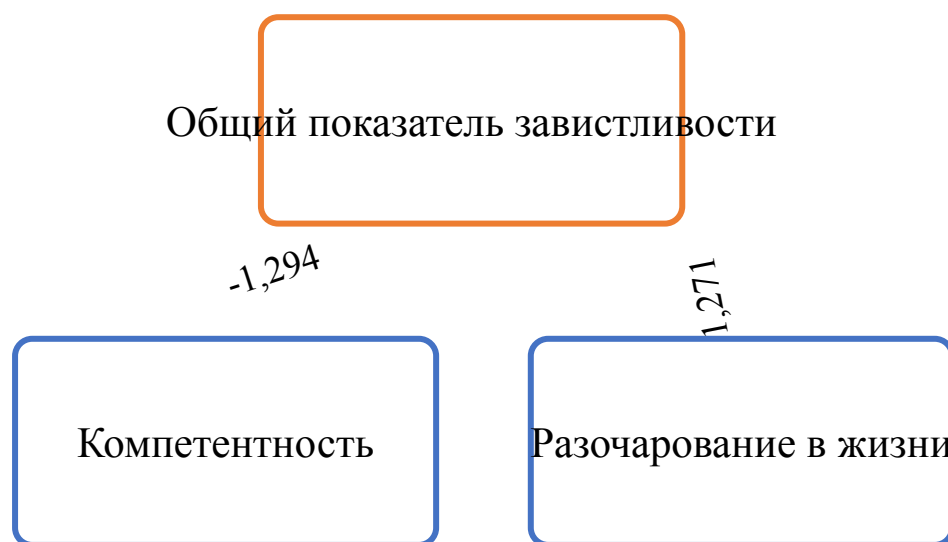 Общий показатель завистливости
-1,294
1,271
Компетентность
Разочарование в жизни